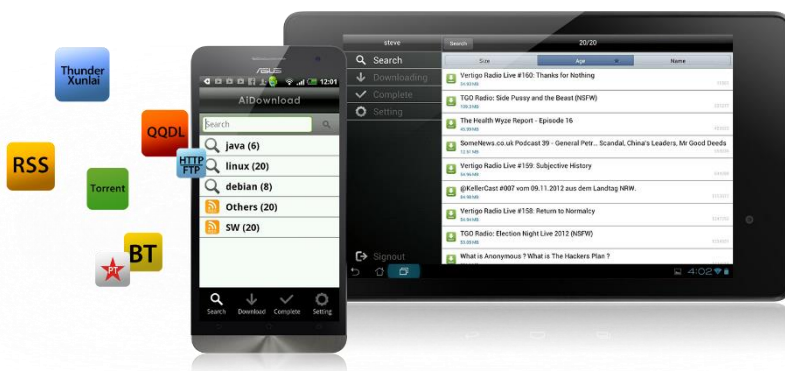 Thunder
Xunlai
QQDL
HTTP
FTP
RSS
Torrent
BT
PT
ASUS
12:01
AiDownload
Search
java (6)
linux (20)
debian (8)
Others (20)
SW (20)
Search
Download
Complete
Setting
steve
Search
20/20
Search
Downloading
Complete
Setting
Signout
Size
Age
Name
Vertigo Radio Live #160: Thanks for Nothing
TGO Radio: Side Pussy and the Beast (NSFW)
The Health Wyze Report - Episode 16
SomeNews.co.uk Podcast 39 - General Petr... Scandal, China's Leaders, Mr Good Deeds
Vertigo Radio Live #159: Subjective History
@KellerCast #007 vom 09.11.2012 aus dem Landtag NRW.
Vertigo Radio Live #158: Return to Normalcy
TGO Radio: Election Night Live 2012 (NSFW)
What is Anonymous ? What is The Hackers Plan ?
4:02